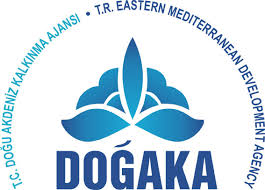 T.C. DOĞU AKDENİZ KALKINMA AJANSI • T.R. EASTERN MEDITERRANEAN DEVELOPMENT AGENCY
DOĞAKA